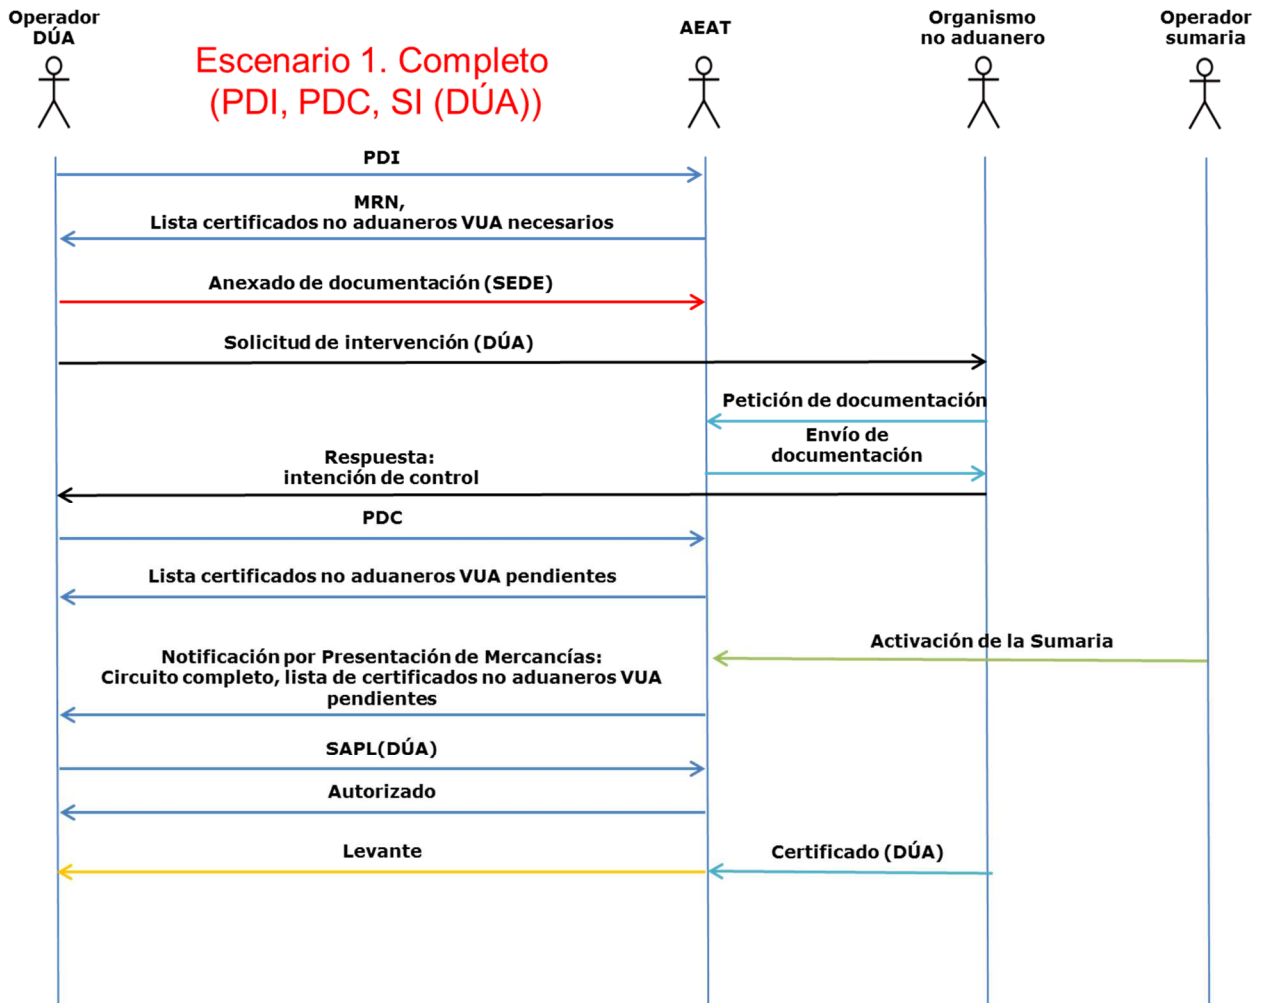 Operador
DÚA
AEAT
Organismo
no aduanero
Operador
sumaria
Escenario 1. Completo
(PDI, PDC, SI (DÚA))
PDI
MRN,
Lista certificados no aduaneros VUA necesarios
Anexado de documentación (SEDE)
Solicitud de intervención (DÚA)
Petición de documentación
Envío de
documentación
Respuesta:
intención de control
PDC
Lista certificados no aduaneros VUA pendientes
Activación de la Sumaria
Notificación por Presentación de Mercancías:
Circuito completo, lista de certificados no aduaneros VUA
pendientes
SAPL(DÚA)
Autorizado
Levante
Certificado (DÚA)